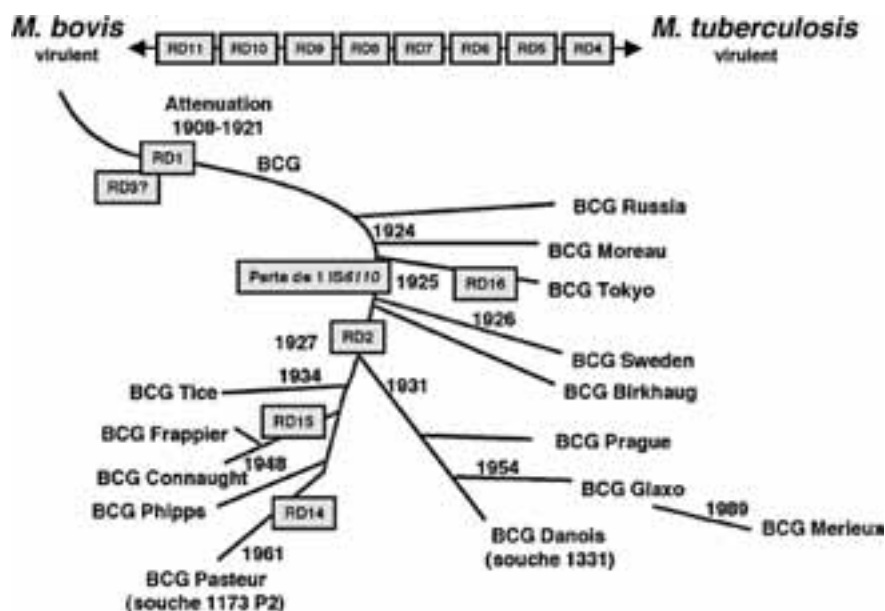 M. bovis
virulent
RD11 RD10 RD9 RD8 RD7 RD6 RD5 RD4
M. tuberculosis
virulent
Attenuation
1908-1921
RD1
BCG
RD3?
BCG Russia
1924
BCG Moreau
Perte de 1 IS6110
1925
RD16
BCG Tokyo
1926
1927
RD2
BCG Sweden
1934
1931
BCG Tice
BCG Birkhaug
RD15
BCG Frappier
BCG Prague
1948
1954
BCG Connaught
BCG Glaxo
BCG Phipps
1989
RD14
BCG Merieux
BCG Danois
(souche 1331)
1961
BCG Pasteur
(souche 1173 P2)